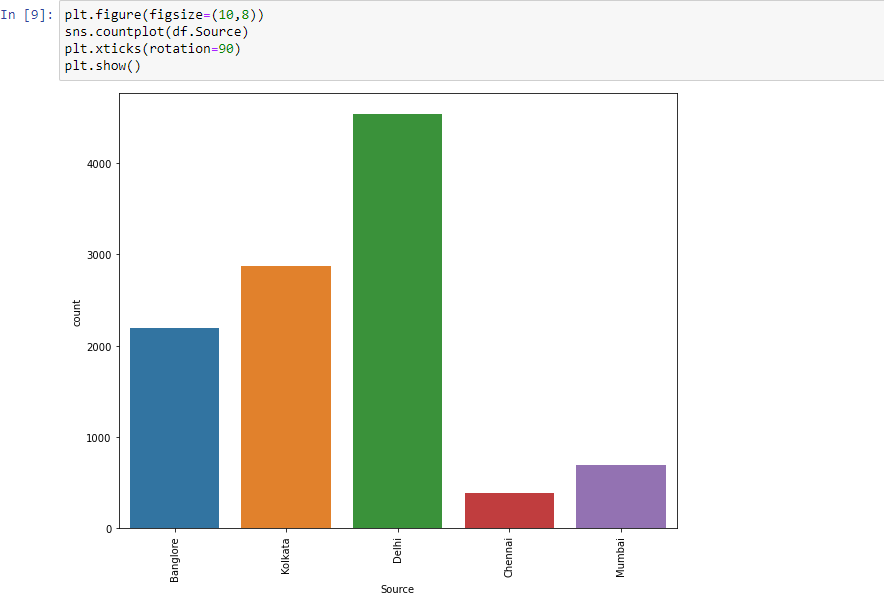 In [9]: plt.figure(figsize=(10,8))
sns.countplot(df.Source)
plt.xticks(rotation=90)
plt.show()
4000
3000
2000
1000
0
count
Banglore
Kolkata
Delhi
Chennai
Mumbai
Source